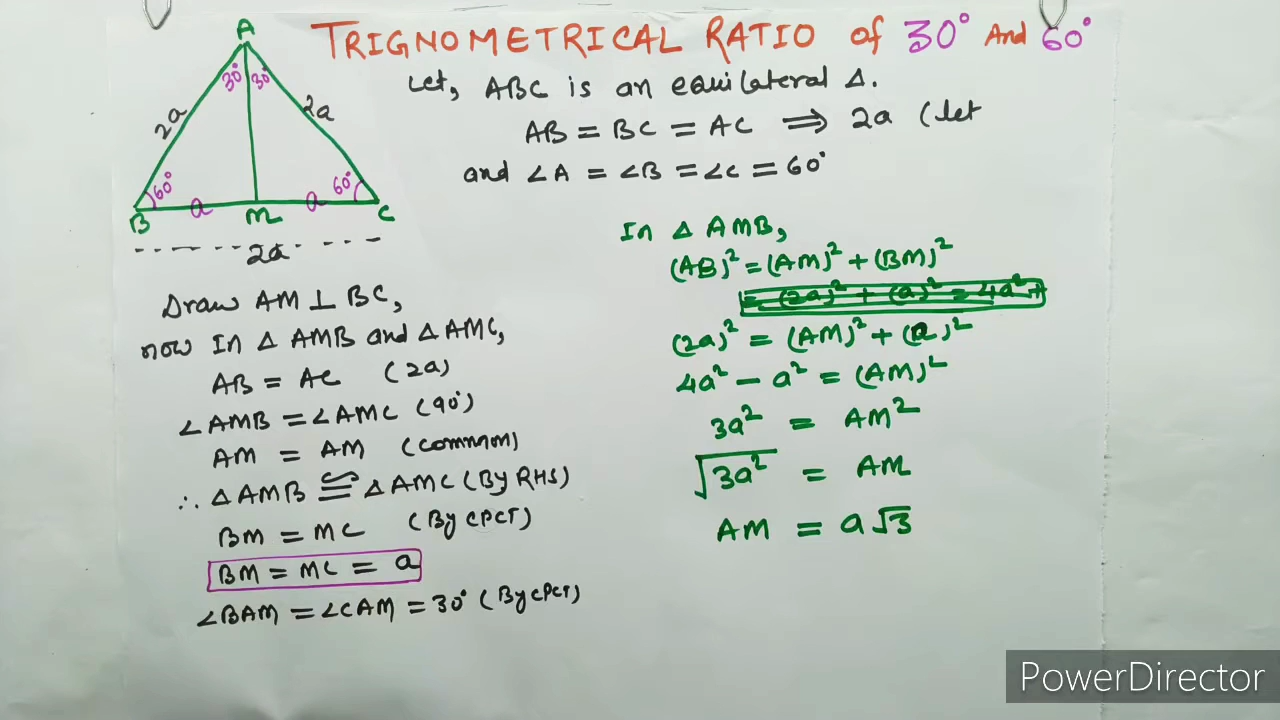 TRIGNOMETRICAL RATIO of 30° And 60°
Let, ABC is an equilateral Δ.
AB = BC = AC ⟹ 2a (let
and ∠A = ∠B = ∠C = 60°
A
30° 30°
2a 2a
60° 60°
B a M a C
2a
Draw AM ⊥ BC,
now In Δ AMB and Δ AMC,
AB = AC (2a)
∠AMB = ∠AMC (90°)
AM = AM (common)
∴ Δ AMB ≅ Δ AMC (By RHS)
BM = MC (By CPCT)
BM = MC = a
∠BAM = ∠CAM = 30° (By CPCT)
In Δ AMB,
(AB)² = (AM)² + (BM)²
= (2a)² + (a)² = 4a² +
(2a)² = (AM)² + (a)²
4a² - a² = (AM)²
3a² = AM²
√3a² = AM
AM = a√3
PowerDirector